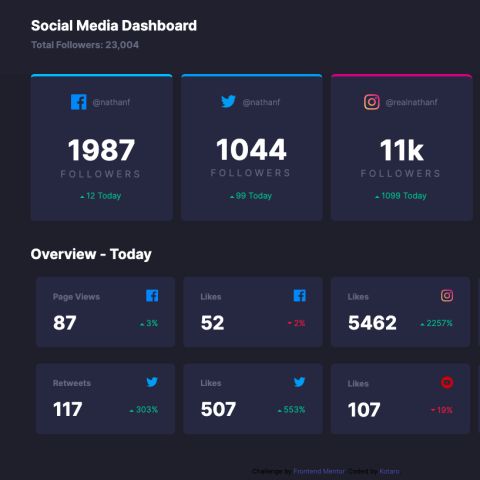 Social Media Dashboard
Total Followers: 23,004
@nathanf
1987
FOLLOWERS
12 Today
@nathanf
1044
FOLLOWERS
99 Today
@realnathanf
11k
FOLLOWERS
1099 Today
Overview - Today
Page Views
87
3%
Likes
52
2%
Likes
5462
2257%
Retweets
117
303%
Likes
507
553%
Likes
107
19%
Challenge by Frontend Mentor. Coded by Kotaro